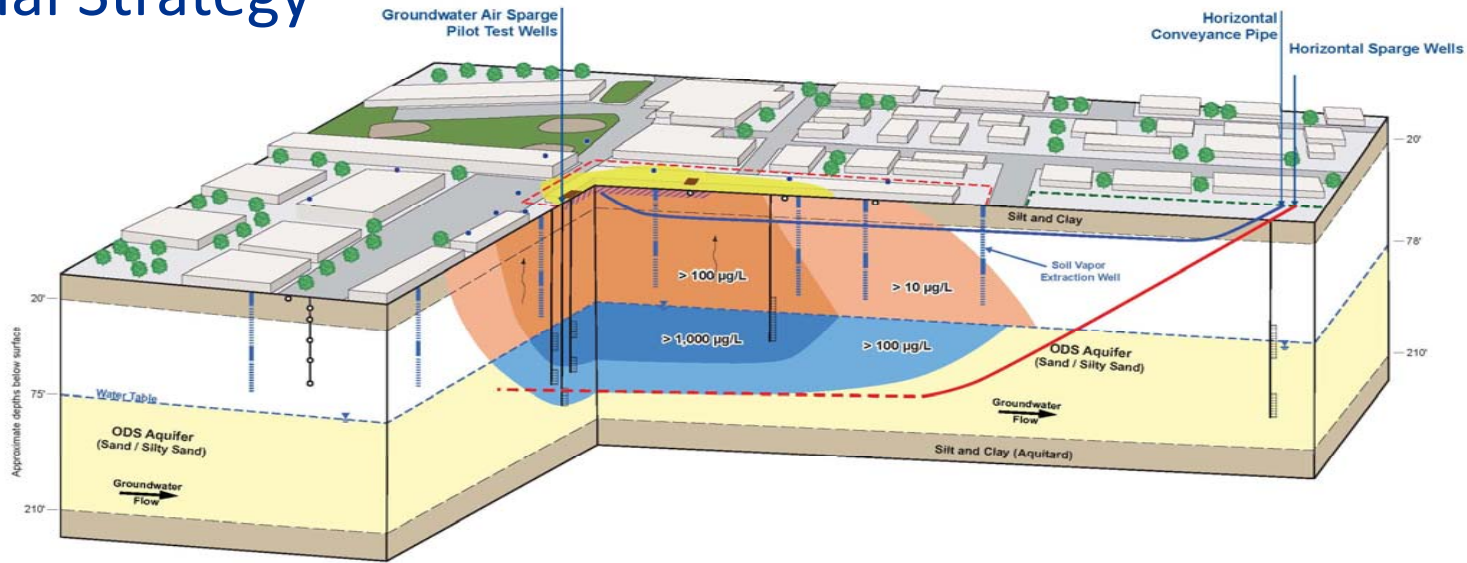 nal Strategy
Groundwater Air Sparge
Pilot Test Wells
Horizontal
Conveyance Pipe
Horizontal Sparge Wells
20'
78'
210'
Silt and Clay
Soil Vapor
Extraction Well
> 100 µg/L
> 10 µg/L
> 1,000 µg/L
> 100 µg/L
ODS Aquifer
(Sand / Silty Sand)
Groundwater
Flow
Silt and Clay (Aquitard)
Approximate depths below surface
20'
75'
210'
Water Table
ODS Aquifer
(Sand / Silty Sand)
Groundwater
Flow